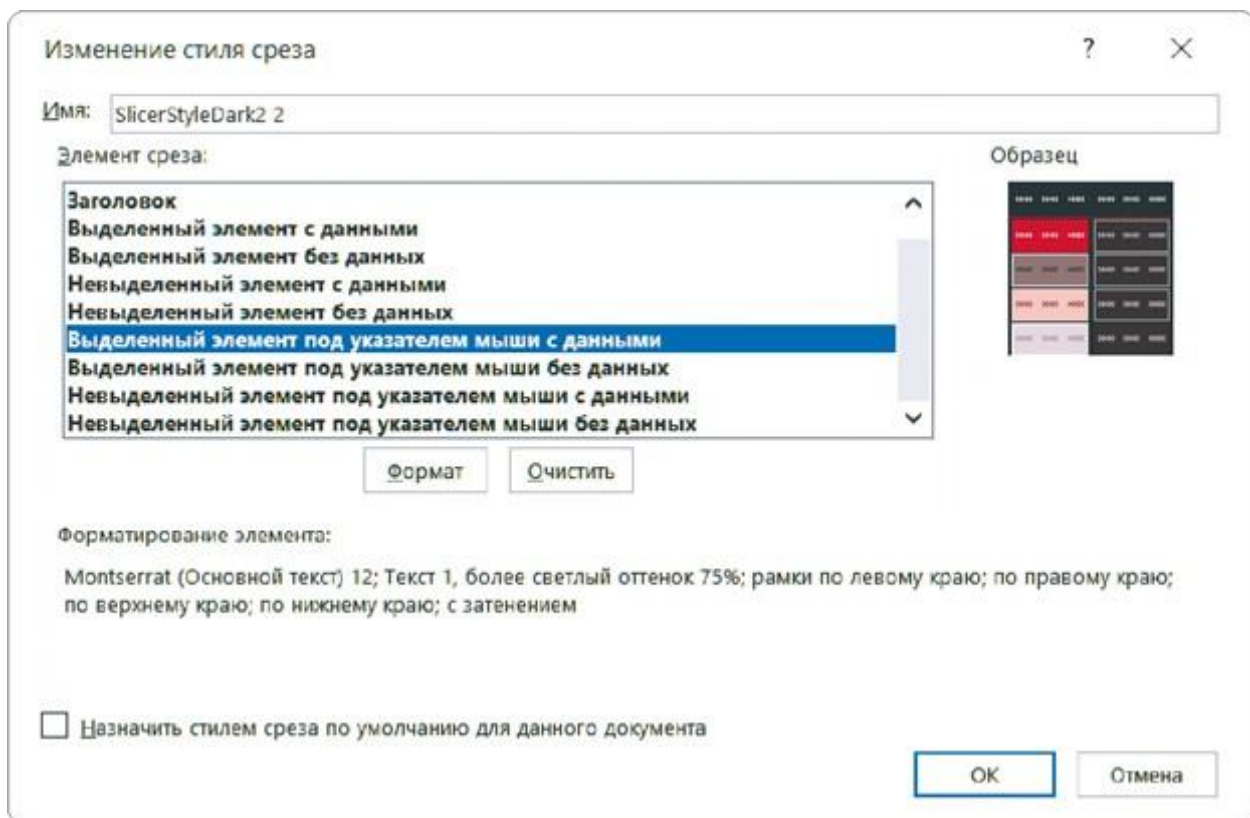 Изменение стиля среза
?
Имя: SlicerStyleDark2 2
Элемент среза:
Образец
Заголовок
Выделенный элемент с данными
Выделенный элемент без данных
Невыделенный элемент с данными
Невыделенный элемент без данных
Выделенный элемент под указателем мыши с данными
Выделенный элемент под указателем мыши без данных
Невыделенный элемент под указателем мыши с данными
Невыделенный элемент под указателем мыши без данных
Формат Очистить
Форматирование элемента:
Montserrat (Основной текст) 12; Текст 1, более светлый оттенок 75%; рамки по левому краю; по правому краю;
по верхнему краю; по нижнему краю; с затенением
Назначить стилем среза по умолчанию для данного документа
ОК Отмена